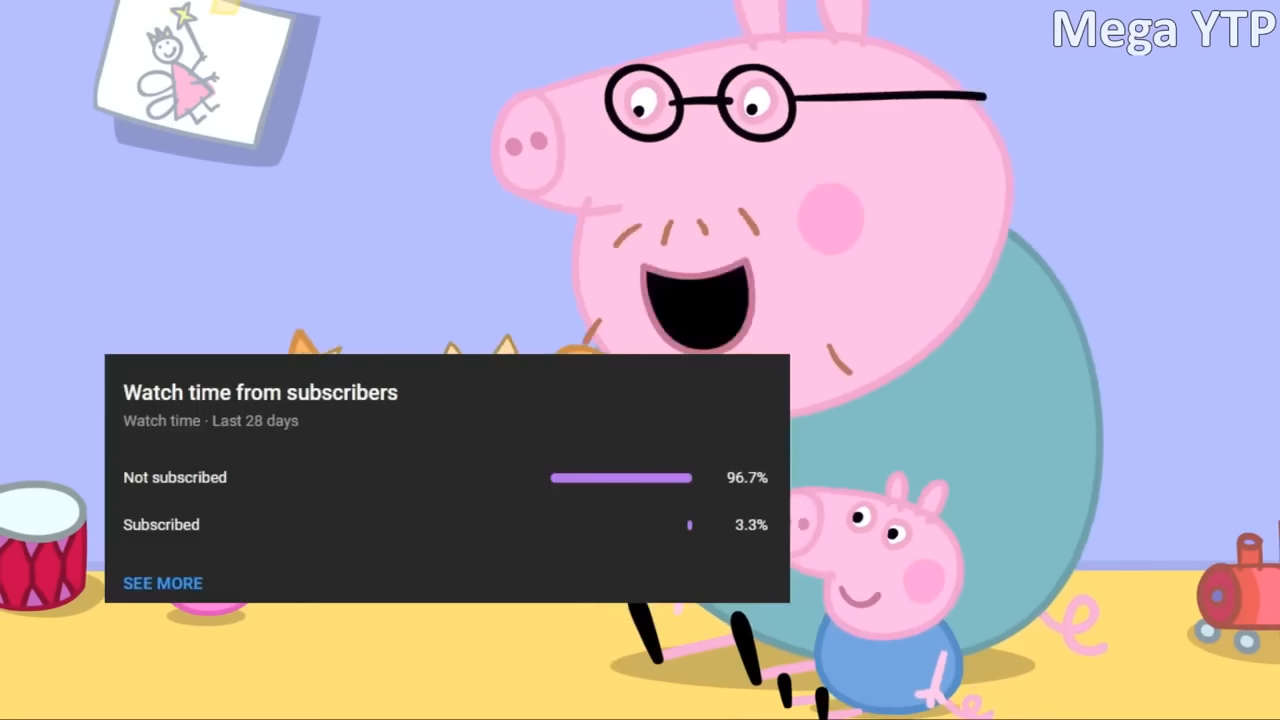 Mega YTP
Watch time from subscribers
Watch time · Last 28 days
Not subscribed 96.7%
Subscribed 3.3%
SEE MORE